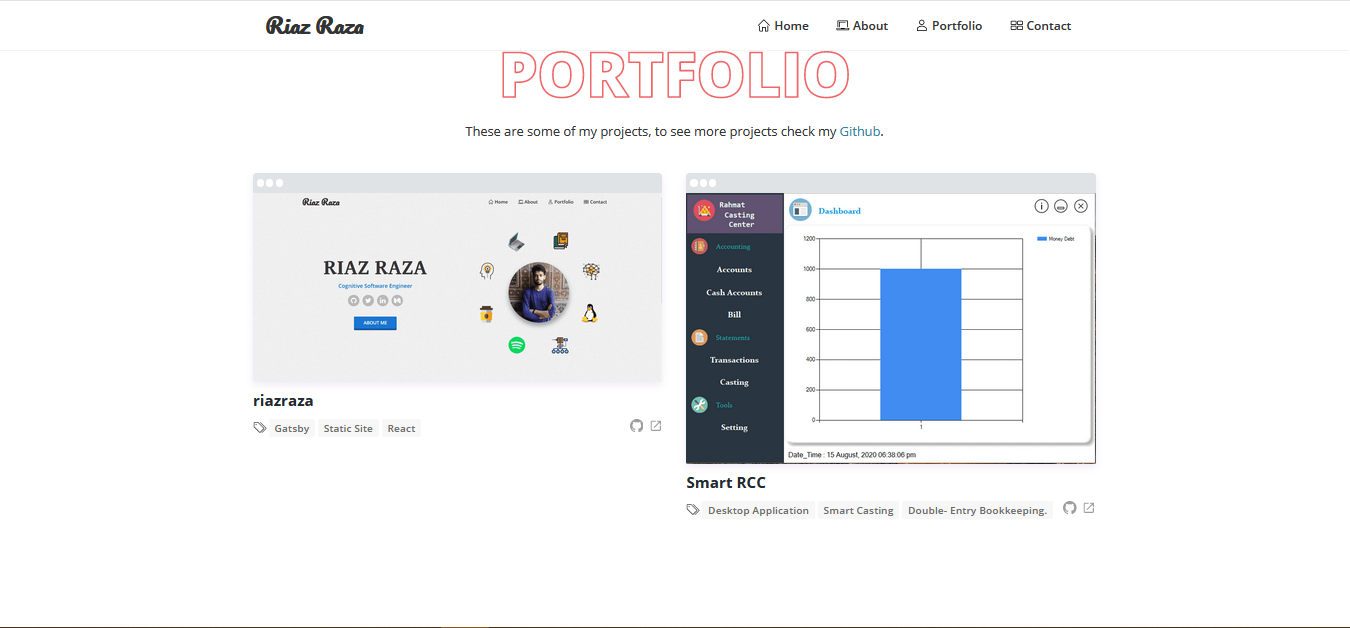 Riaz Raza
Home About Portfolio Contact
PORTFOLIO
These are some of my projects, to see more projects check my Github.
Riaz Raza
Home About Portfolio Contact
RIAZ RAZA
Cognitive Software Engineer
ABOUT ME
riazraza
Gatsby Static Site React
Rahmat
Casting
Center
Accounting
Accounts
Cash Accounts
Bill
Statements
Transactions
Casting
Tools
Setting
Dashboard
Money Debt
1200
1000
800
600
400
200
0
1
Date_Time : 15 August, 2020 06:38:06 pm
Smart RCC
Desktop Application Smart Casting Double- Entry Bookkeeping.